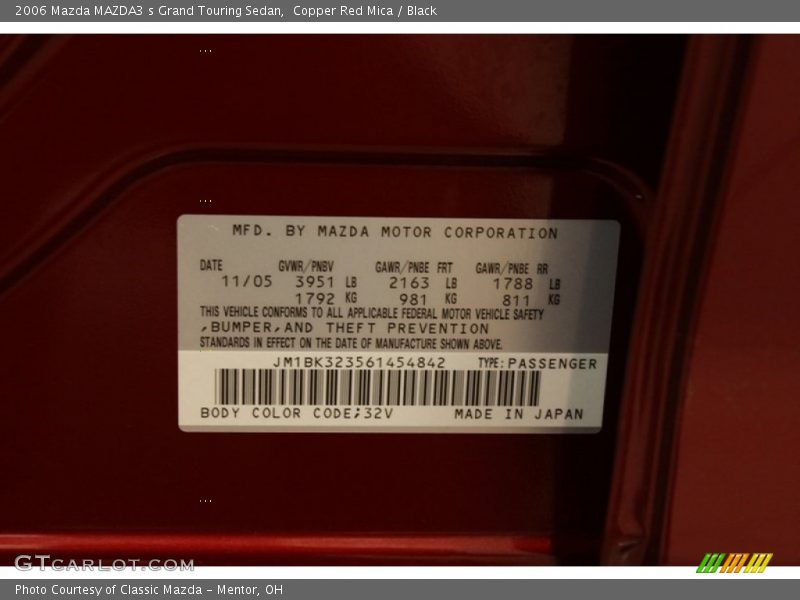 2006 Mazda MAZDA3 s Grand Touring Sedan,  Copper Red Mica / Black
MFD. BY MAZDA MOTOR CORPORATION
DATE GVWR/PNBV GAWR/PNBE FRT GAWR/PNBE RR
11/05 3951 LB 2163 LB 1788 LB
1792 KG 981 KG 811 KG
THIS VEHICLE CONFORMS TO ALL APPLICABLE FEDERAL MOTOR VEHICLE SAFETY
,BUMPER,AND THEFT PREVENTION
STANDARDS IN EFFECT ON THE DATE OF MANUFACTURE SHOWN ABOVE.
JM1BK323561454842 TYPE:PASSENGER
BODY COLOR CODE;32V MADE IN JAPAN
GTCARLOT.COM
Photo Courtesy of Classic Mazda - Mentor, OH